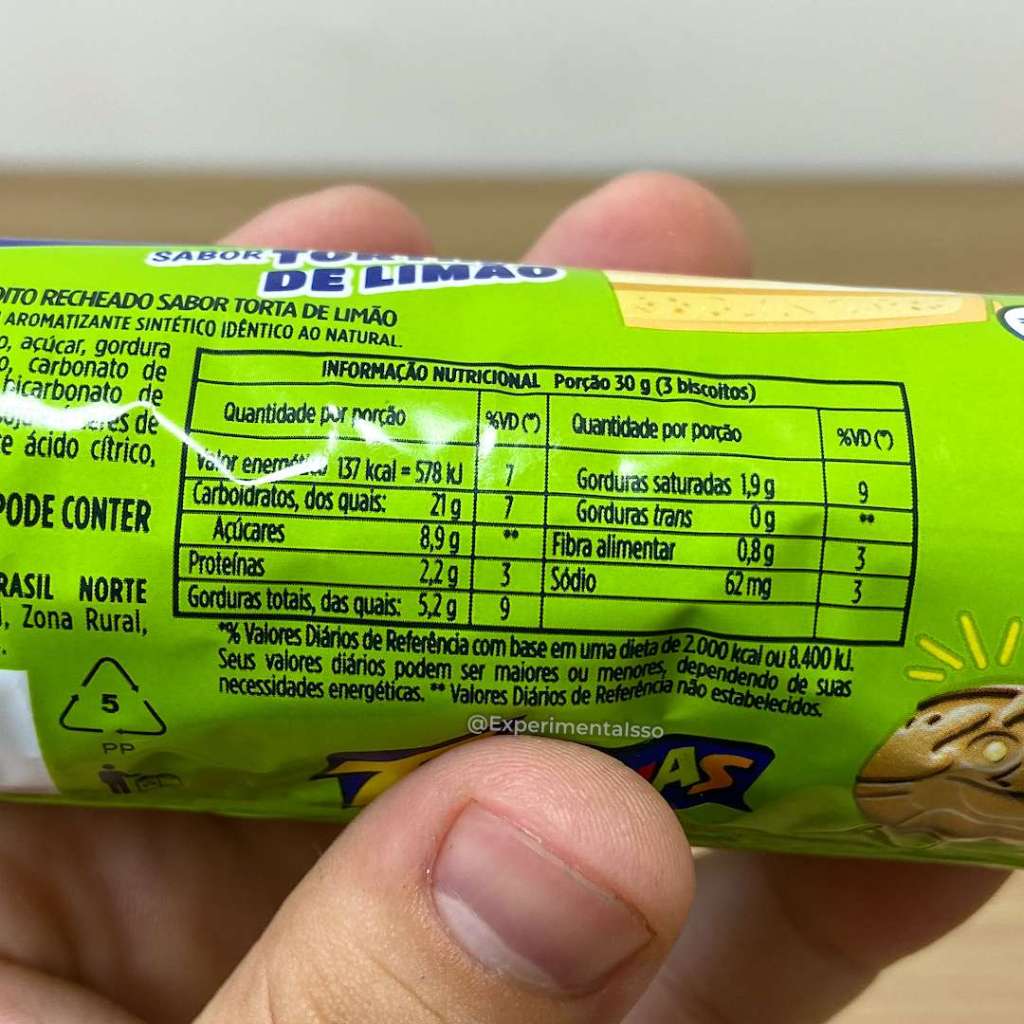 SABOR
DE LIMÃO
RECHEADO SABOR TORTA DE LIMÃO
AROMATIZANTE SINTÉTICO IDÊNTICO AO NATURAL.
açúcar, gordura
carbonato de
bicarbonato de
de
ácido cítrico,
PODE CONTER
NORTE
Zona Rural,
INFORMAÇÃO NUTRICIONAL Porção 30 g (3 biscoitos)
Quantidade por porção %VD (*) Quantidade por porção %VD (*)
Valor energético 137 kcal = 578 kJ 7 Gorduras saturadas 1,9 g 9
Carboidratos, dos quais: 21 g 7 Gorduras trans 0 g **
Açúcares 8,9 g ** Fibra alimentar 0,8 g 3
Proteínas 2,2 g 3 Sódio 62 mg 3
Gorduras totais, das quais: 5,2 g 9
*% Valores Diários de Referência com base em uma dieta de 2.000 kcal ou 8.400 kJ.
Seus valores diários podem ser maiores ou menores, dependendo de suas
necessidades energéticas. ** Valores Diários de Referência não estabelecidos.
5
PP
@ExperimentaIsso